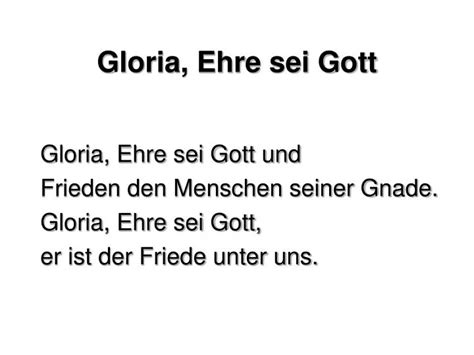 Gloria, Ehre sei Gott
Gloria, Ehre sei Gott und
Frieden den Menschen seiner Gnade.
Gloria, Ehre sei Gott,
er ist der Friede unter uns.